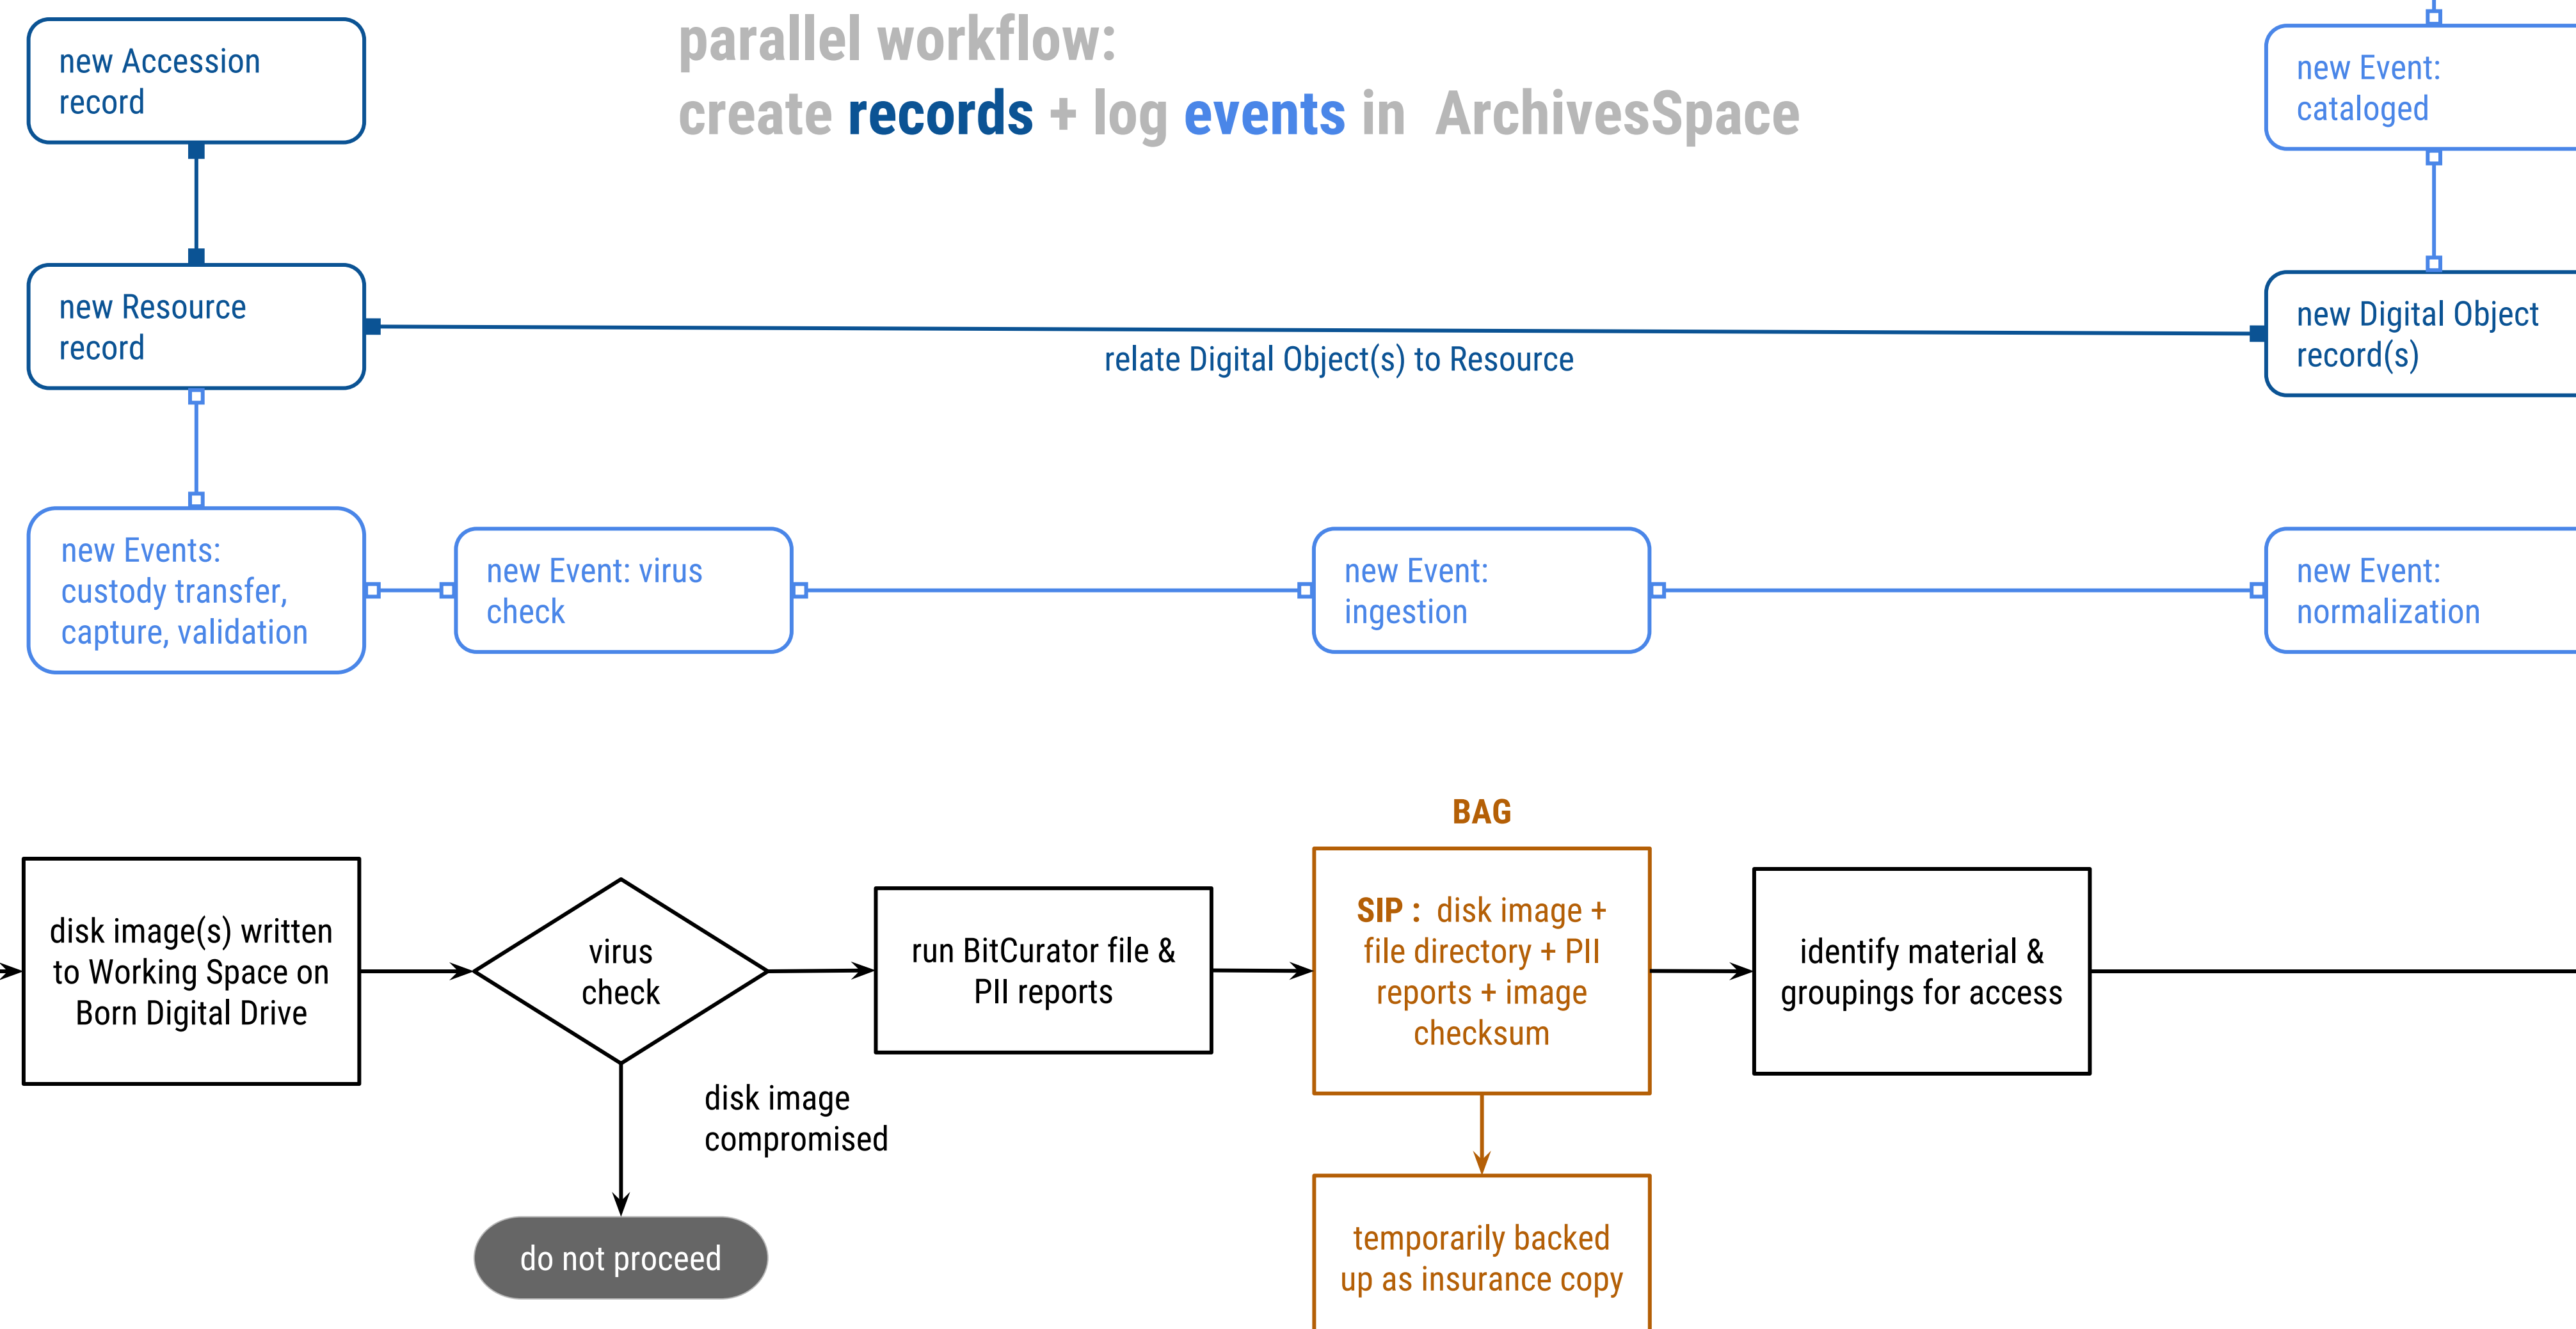 parallel workflow:
create records + log events in ArchivesSpace
new Accession
record
new Event:
cataloged
new Resource
record
relate Digital Object(s) to Resource
new Digital Object
record(s)
new Events:
custody transfer,
capture, validation
new Event: virus
check
new Event:
ingestion
new Event:
normalization
BAG
disk image(s) written
to Working Space on
Born Digital Drive
virus
check
run BitCurator file &
PII reports
SIP : disk image +
file directory + PII
reports + image
checksum
identify material &
groupings for access
disk image
compromised
do not proceed
temporarily backed
up as insurance copy